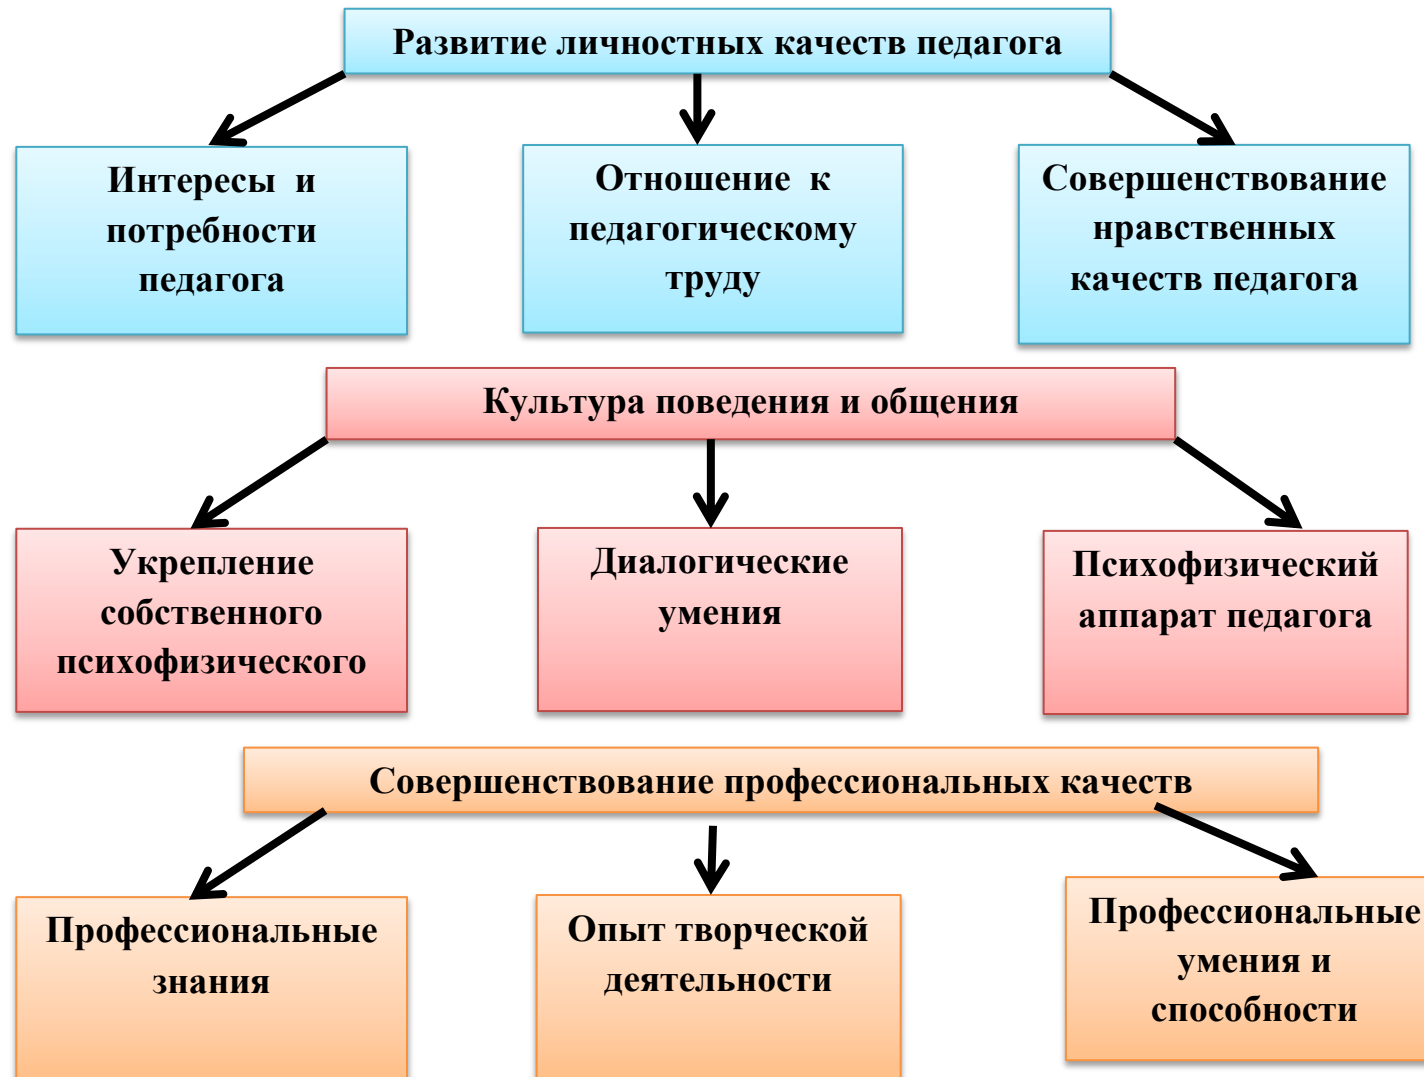 Развитие личностных качеств педагога
Интересы и
потребности
педагога
Отношение к
педагогическому
труду
Совершенствование
нравственных
качеств педагога
Культура поведения и общения
Укрепление
собственного
психофизического
Диалогические
умения
Психофизический
аппарат педагога
Совершенствование профессиональных качеств
Профессиональные
знания
Опыт творческой
деятельности
Профессиональные
умения и
способности